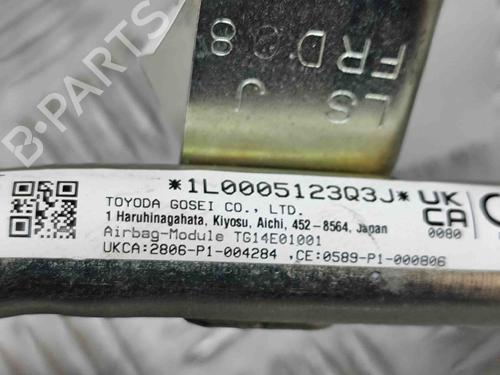 FRD 8
LS J
B-PARTS
*1L0005123Q3J*
UK
CA
0080
TOYODA GOSEI CO., LTD.
1 Haruhinagahata, Kiyosu, Aichi, 452-8564, Japan
Airbag-Module TG14E01001
UKCA:2806-P1-004284 ,CE:0589-P1-000806